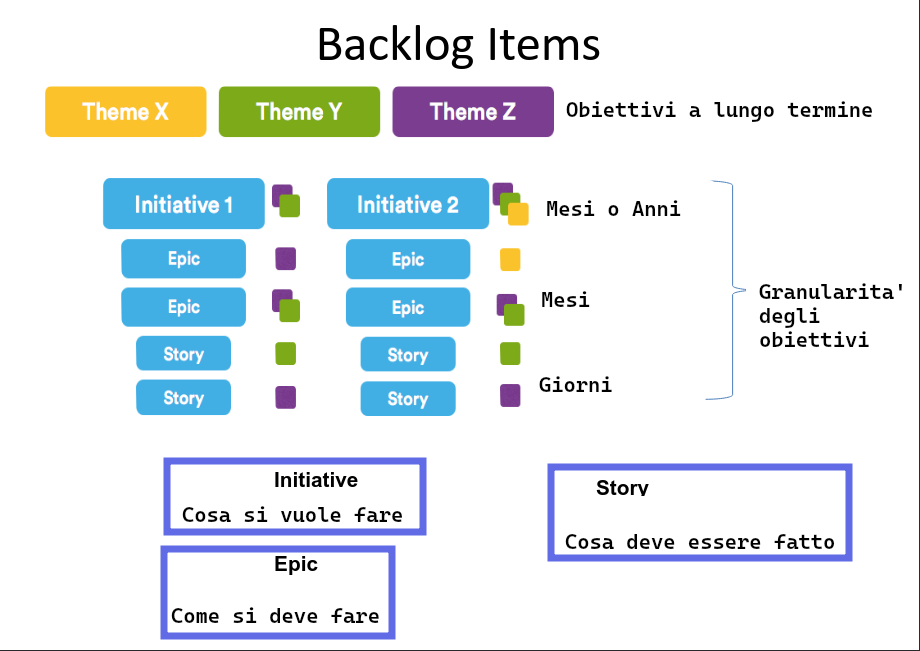 Backlog Items
Theme X
Theme Y
Theme Z
Obiettivi a lungo termine
Initiative 1
Initiative 2
Mesi o Anni
Epic
Epic
Epic
Epic
Mesi
Granularita'
degli
obiettivi
Story
Story
Story
Story
Giorni
Initiative
Cosa si vuole fare
Story
Cosa deve essere fatto
Epic
Come si deve fare